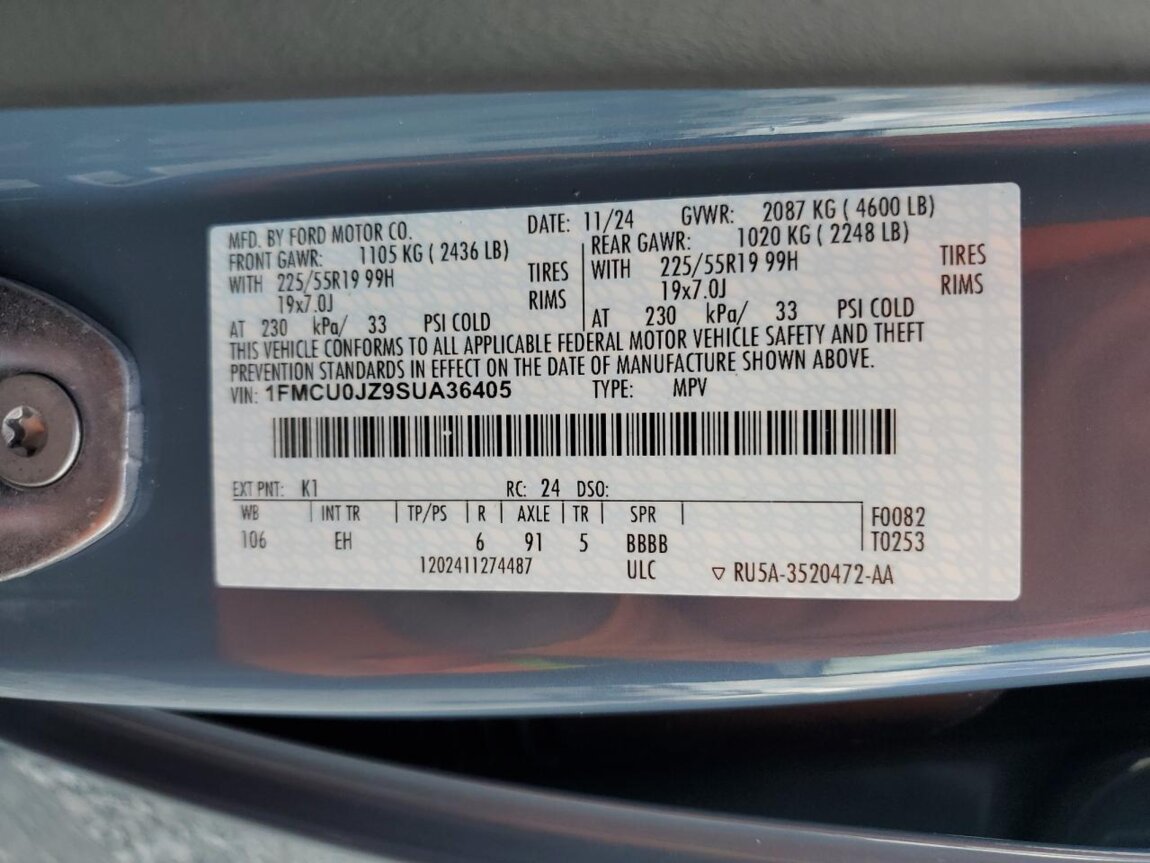 MFD. BY FORD MOTOR CO. DATE: 11/24 GVWR: 2087 KG ( 4600 LB)
FRONT GAWR: 1105 KG ( 2436 LB) REAR GAWR: 1020 KG ( 2248 LB)
WITH 225/55R19 99H TIRES WITH 225/55R19 99H TIRES
19x7.0J RIMS 19x7.0J RIMS
AT 230 kPa/ 33 PSI COLD AT 230 kPa/ 33 PSI COLD
THIS VEHICLE CONFORMS TO ALL APPLICABLE FEDERAL MOTOR VEHICLE SAFETY AND THEFT
PREVENTION STANDARDS IN EFFECT ON THE DATE OF MANUFACTURE SHOWN ABOVE.
VIN: 1FMCU0JZ9SUA36405 TYPE: MPV
EXT PNT: K1 RC: 24 DSO:
WB INT TR TP/PS R AXLE TR SPR F0082
106 EH 6 91 5 BBBB T0253
1202411274487 ULC ▽ RU5A-3520472-AA